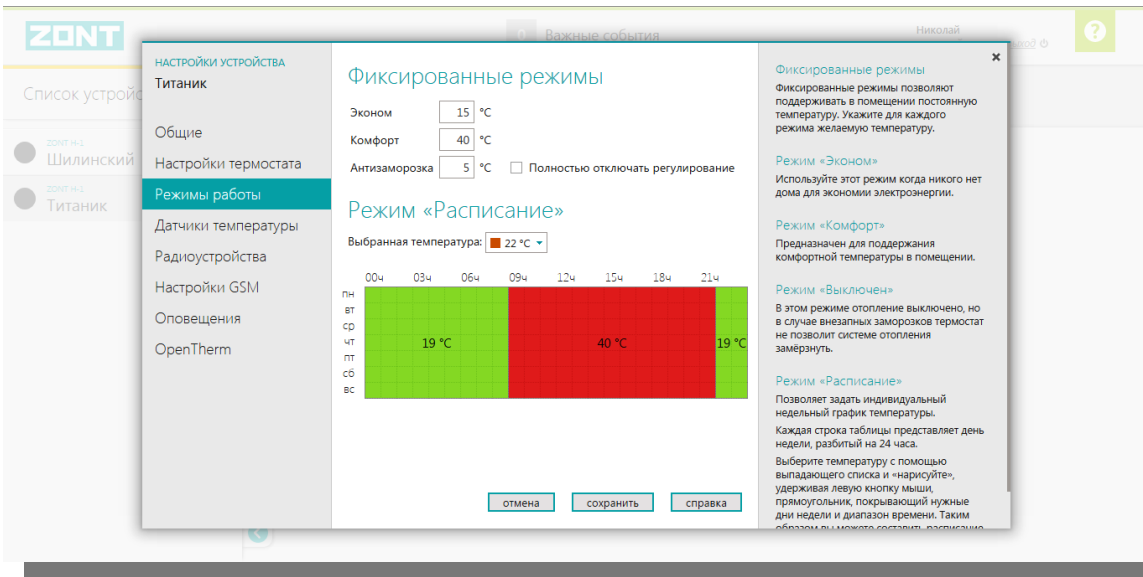 ZONT
0 Важные события
Николай
?
Список устройс
ZONT H-1
Шилинский
ZONT H-1
Титаник
НАСТРОЙКИ УСТРОЙСТВА
Титаник
Общие
Настройки термостата
Режимы работы
Датчики температуры
Радиоустройства
Настройки GSM
Оповещения
OpenTherm
Фиксированные режимы
Эконом 15 °C
Комфорт 40 °C
Антизаморозка 5 °C Полностью отключать регулирование
Режим «Расписание»
Выбранная температура: 22 °C
00ч 03ч 06ч 09ч 12ч 15ч 18ч 21ч
пн
вт
ср
чт 19 °C 40 °C 19 °C
пт
сб
вс
отмена сохранить справка
Фиксированные режимы
Фиксированные режимы позволяют
поддерживать в помещении постоянную
температуру. Укажите для каждого
режима желаемую температуру.
Режим «Эконом»
Используйте этот режим когда никого нет
дома для экономии электроэнергии.
Режим «Комфорт»
Предназначен для поддержания
комфортной температуры в помещении.
Режим «Выключен»
В этом режиме отопление выключено, но
в случае внезапных заморозков термостат
не позволит системе отопления
замёрзнуть.
Режим «Расписание»
Позволяет задать индивидуальный
недельный график температуры.
Каждая строка таблицы представляет день
недели, разбитый на 24 часа.
Выберите температуру с помощью
выпадающего списка и «нарисуйте»,
удерживая левую кнопку мыши,
прямоугольник, покрывающий нужные
дни недели и диапазон времени. Таким
образом вы можете составить расписание